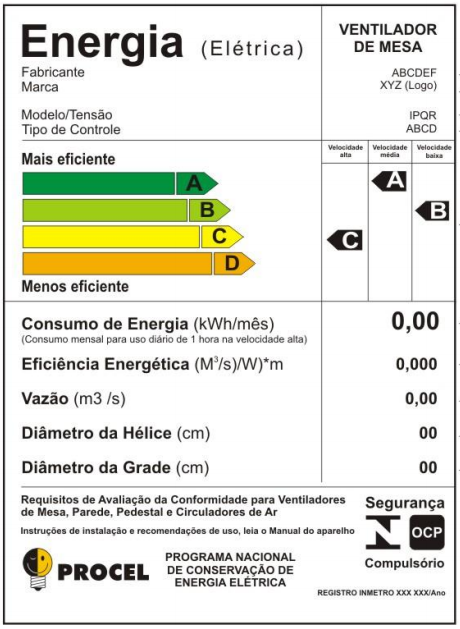 Energia (Elétrica)
VENTILADOR
DE MESA
Fabricante
ABCDEF
Marca
XYZ (Logo)
Modelo/Tensão
IPQR
Tipo de Controle
ABCD
Mais eficiente
Velocidade
alta
Velocidade
média
Velocidade
baixa
A
B
C
D
A
B
C
Menos eficiente
Consumo de Energia (kWh/mês)
0,00
(Consumo mensal para uso diário de 1 hora na velocidade alta)
Eficiência Energética (M³/s)/W)*m
0,000
Vazão (m3 /s)
0,00
Diâmetro da Hélice (cm)
00
Diâmetro da Grade (cm)
00
Requisitos de Avaliação da Conformidade para Ventiladores
de Mesa, Parede, Pedestal e Circuladores de Ar
Instruções de instalação e recomendações de uso, leia o Manual do aparelho
Segurança
OCP
Compulsório
PROCEL
PROGRAMA NACIONAL
DE CONSERVAÇÃO DE
ENERGIA ELÉTRICA
REGISTRO INMETRO XXX XXX/Ano